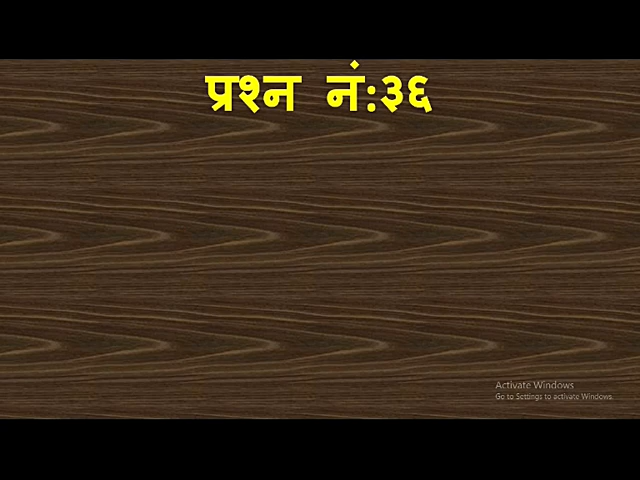 प्रश्न नं:३६
Activate Windows
Go to Settings to activate Windows.